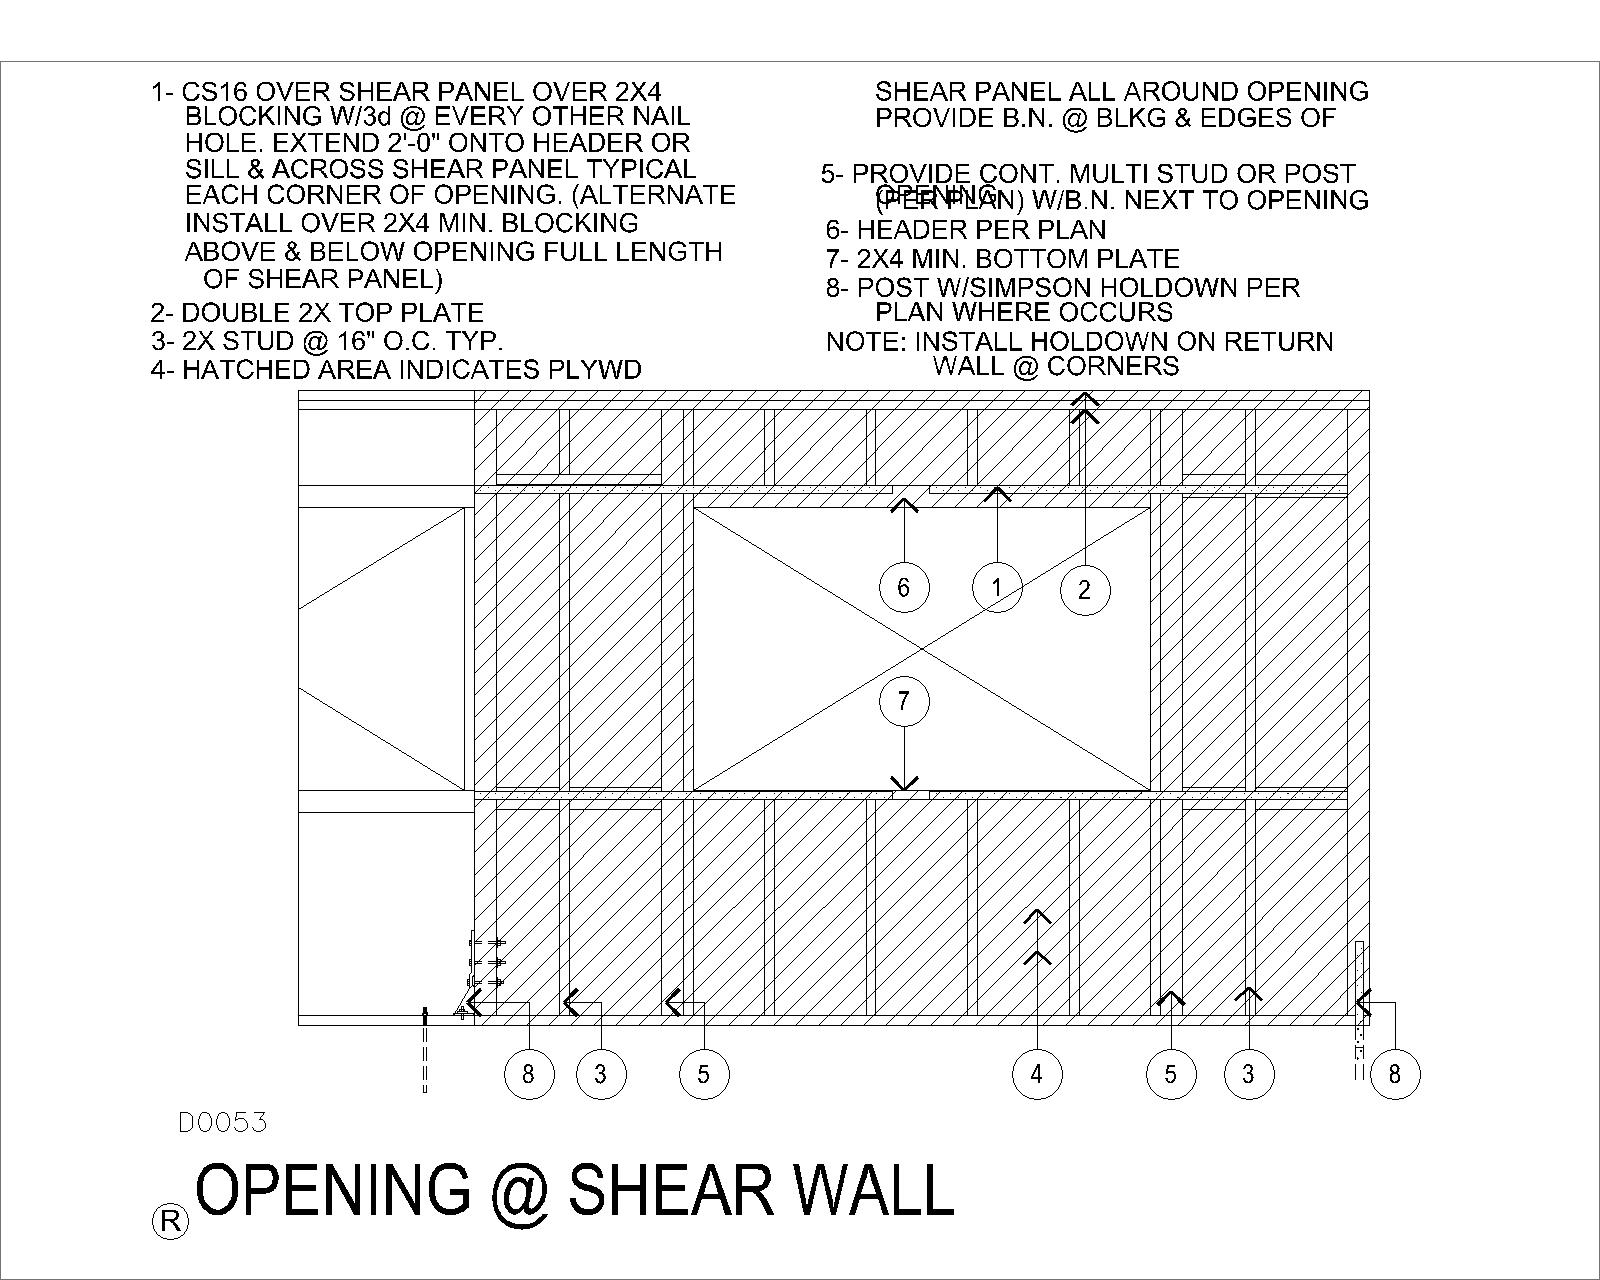 1- CS16 OVER SHEAR PANEL OVER 2X4
BLOCKING W/3d @ EVERY OTHER NAIL
HOLE. EXTEND 2'-0" ONTO HEADER OR
SILL & ACROSS SHEAR PANEL TYPICAL
EACH CORNER OF OPENING. (ALTERNATE
INSTALL OVER 2X4 MIN. BLOCKING
ABOVE & BELOW OPENING FULL LENGTH
OF SHEAR PANEL)
2- DOUBLE 2X TOP PLATE
3- 2X STUD @ 16" O.C. TYP.
4- HATCHED AREA INDICATES PLYWD
SHEAR PANEL ALL AROUND OPENING
PROVIDE B.N. @ BLKG & EDGES OF
OPENING
5- PROVIDE CONT. MULTI STUD OR POST
(PER PLAN) W/B.N. NEXT TO OPENING
6- HEADER PER PLAN
7- 2X4 MIN. BOTTOM PLATE
8- POST W/SIMPSON HOLDOWN PER
PLAN WHERE OCCURS
NOTE: INSTALL HOLDOWN ON RETURN
WALL @ CORNERS
6 1 2
7
8 3 5 4 5 3 8
D0053
OPENING @ SHEAR WALL
R